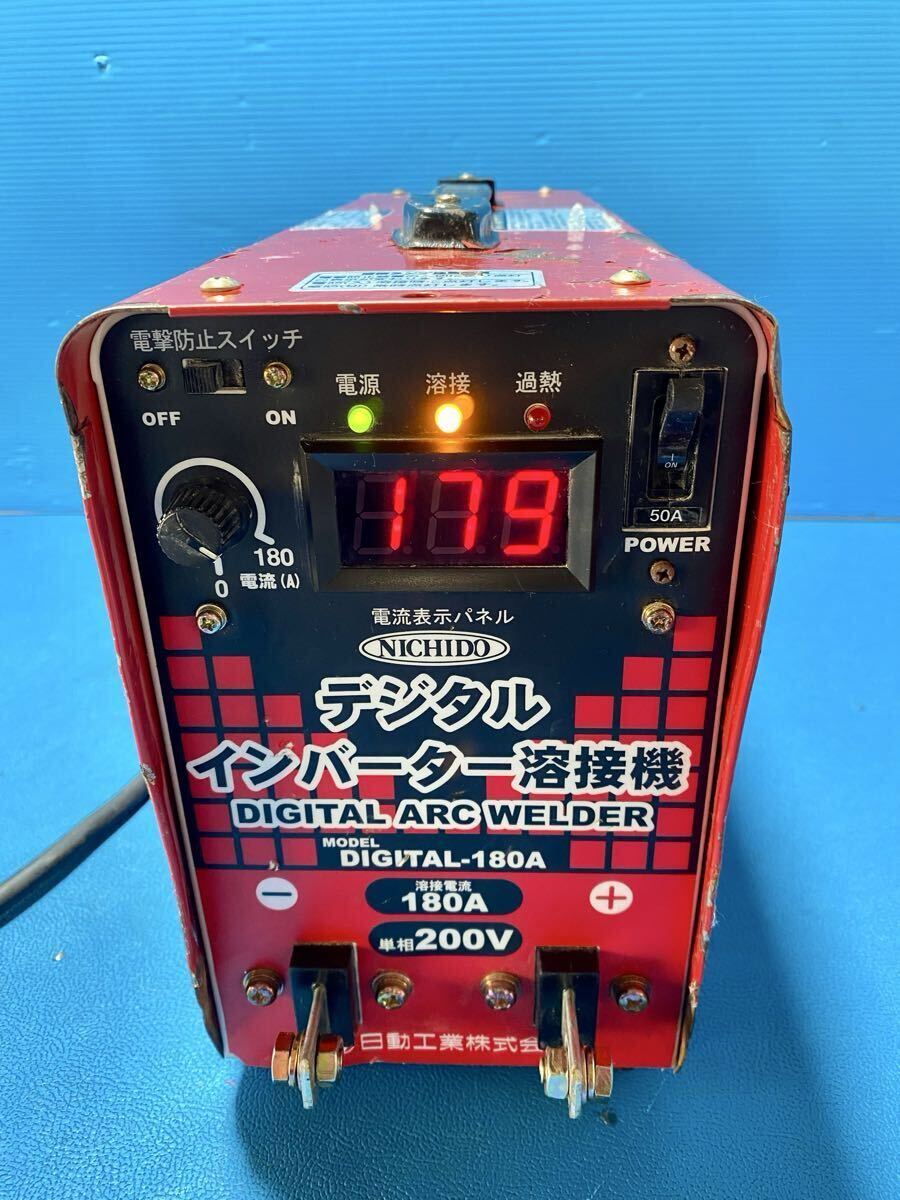 電撃防止スイッチ
OFF ON
電源 溶接 過熱
179
ON
50A
POWER
0 180
電流(A)
電流表示パネル
NICHIDO
デジタル
インバーター溶接機
DIGITAL ARC WELDER
MODEL
DIGITAL-180A
− +
溶接電流
180A
単相200V
日動工業株式会